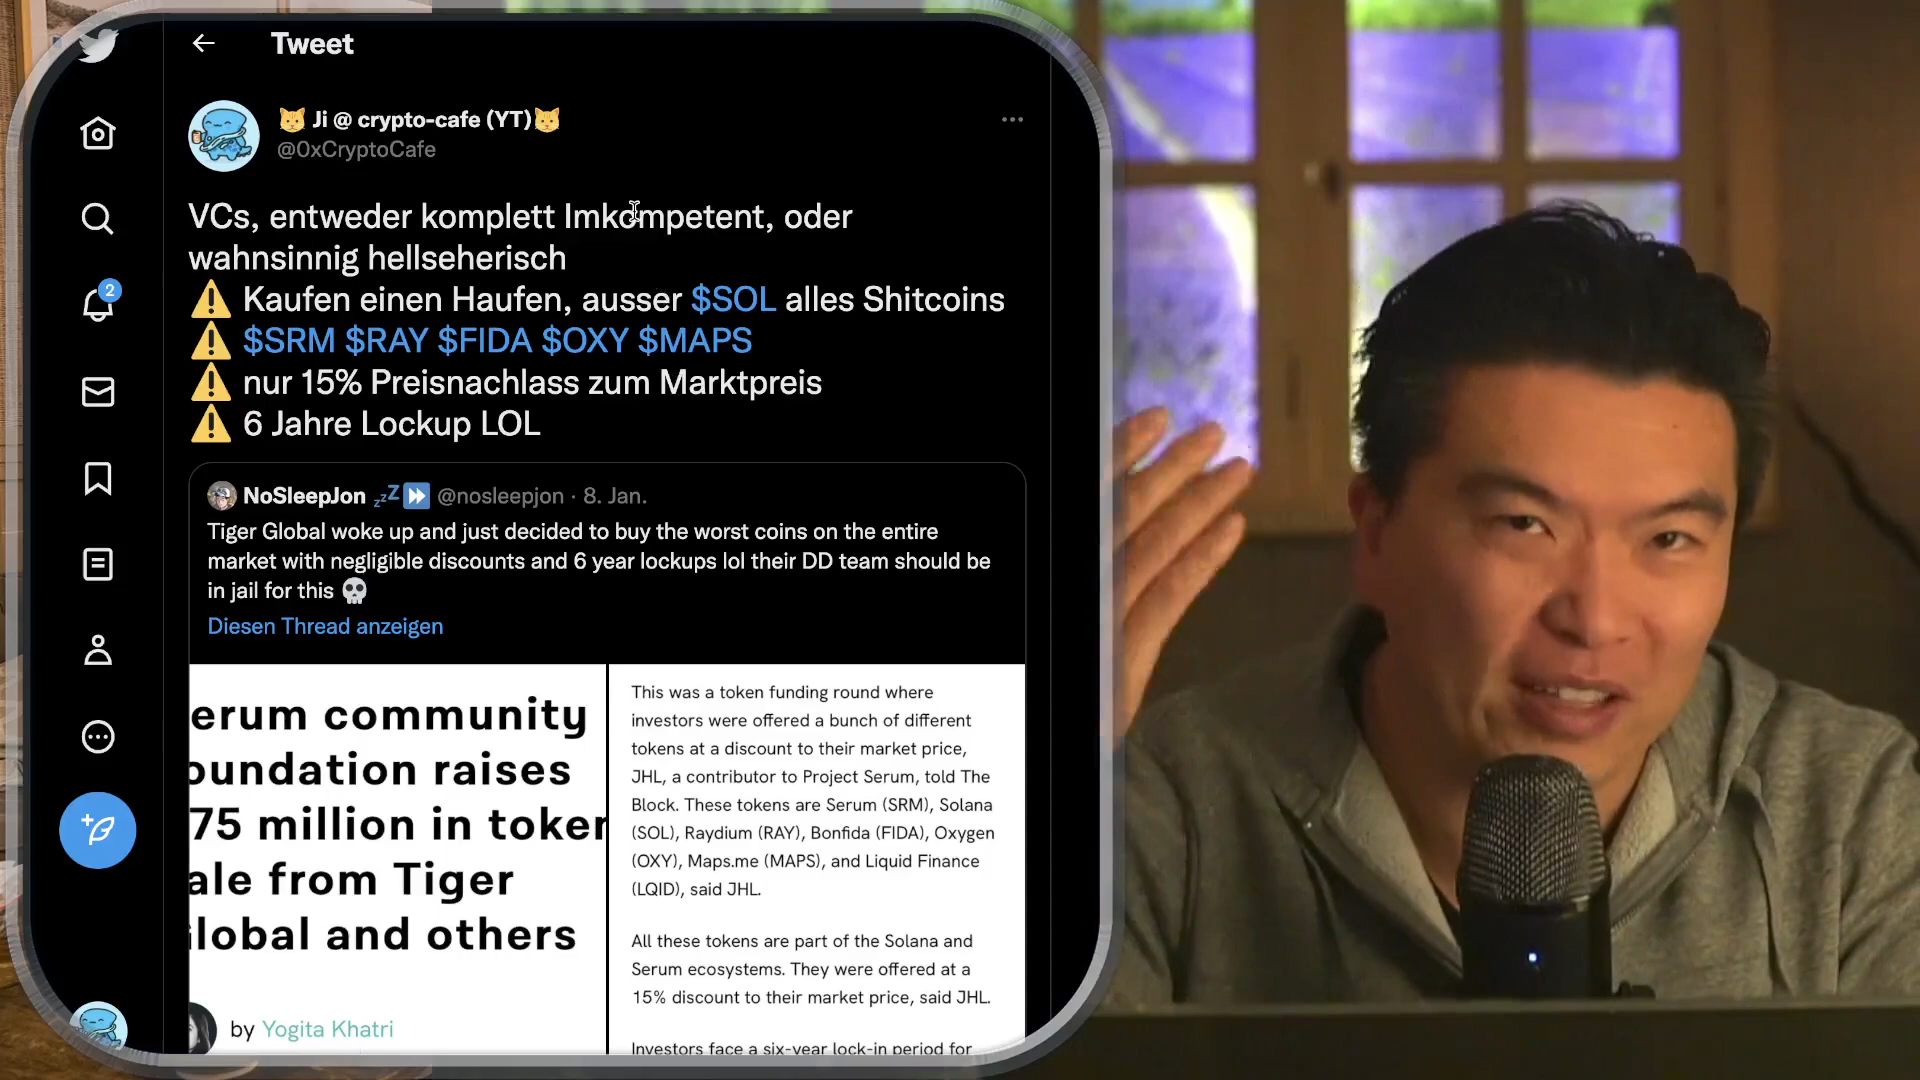 Tweet
Ji @ crypto-cafe (YT)
@0xCryptoCafe
VCs, entweder komplett Imkompetent, oder
wahnsinnig hellseherisch
⚠️ Kaufen einen Haufen, ausser $SOL alles Shitcoins
⚠️ $SRM $RAY $FIDA $OXY $MAPS
⚠️ nur 15% Preisnachlass zum Marktpreis
⚠️ 6 Jahre Lockup LOL
2
NoSleepJon 💤⏩ @nosleepjon · 8. Jan.
Tiger Global woke up and just decided to buy the worst coins on the entire
market with negligible discounts and 6 year lockups lol their DD team should be
in jail for this 💀
Diesen Thread anzeigen
erum community
oundation raises
75 million in token
ale from Tiger
lobal and others
by Yogita Khatri
This was a token funding round where
investors were offered a bunch of different
tokens at a discount to their market price,
JHL, a contributor to Project Serum, told The
Block. These tokens are Serum (SRM), Solana
(SOL), Raydium (RAY), Bonfida (FIDA), Oxygen
(OXY), Maps.me (MAPS), and Liquid Finance
(LQID), said JHL.
All these tokens are part of the Solana and
Serum ecosystems. They were offered at a
15% discount to their market price, said JHL.
Investors face a six-year lock-in period for